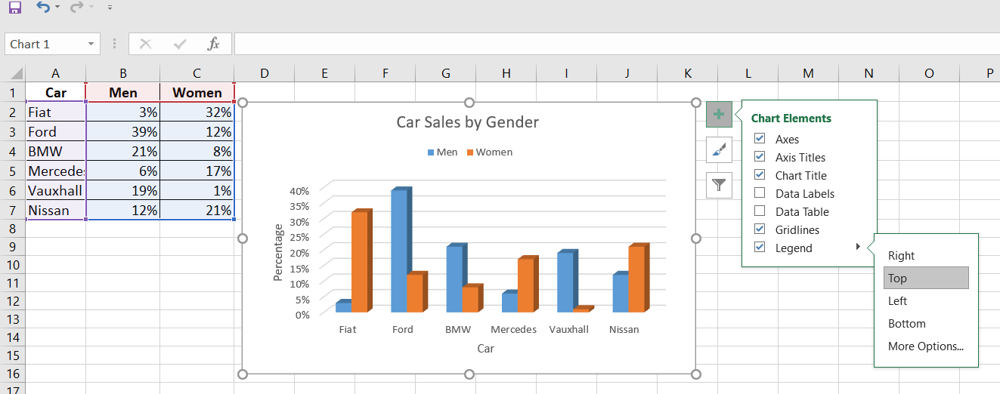 Chart 1
fx
A B C D E F G H I J K L M N O P
1 Car Men Women
2 Fiat 3% 32%
3 Ford 39% 12%
4 BMW 21% 8%
5 Mercedes 6% 17%
6 Vauxhall 19% 1%
7 Nissan 12% 21%
8
9
10
11
12
13
14
15
16
17
Car Sales by Gender
Men Women
Percentage
40%
35%
30%
25%
20%
15%
10%
5%
0%
Fiat Ford BMW Mercedes Vauxhall Nissan
Car
Chart Elements
Axes
Axis Titles
Chart Title
Data Labels
Data Table
Gridlines
Legend
Right
Top
Left
Bottom
More Options...